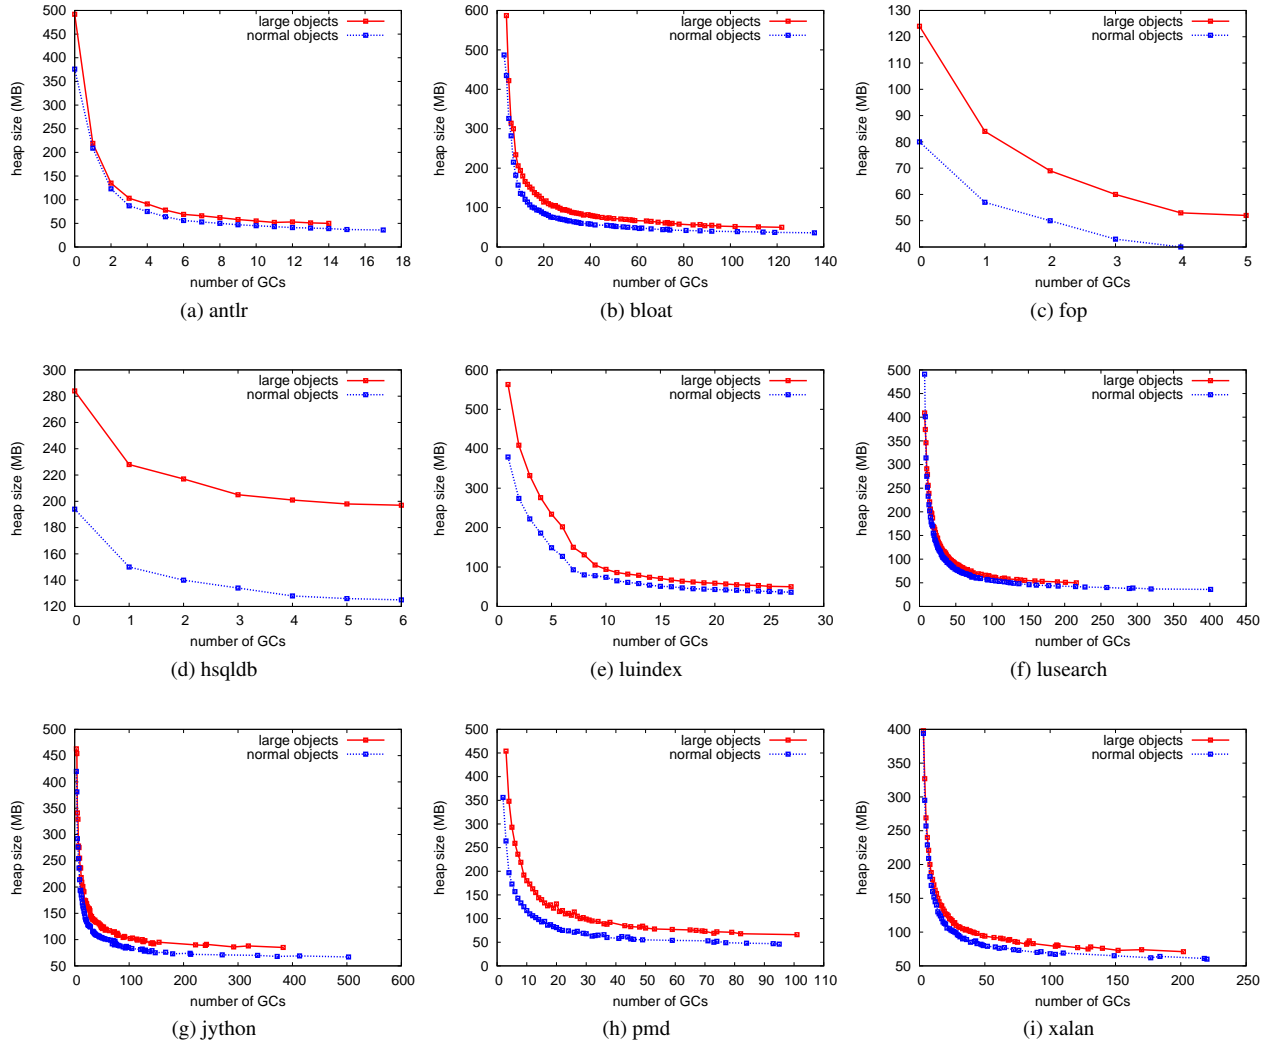 500
450
400
350
300
250
200
150
100
50
0
heap size (MB)
large objects
normal objects
0 2 4 6 8 10 12 14 16 18
number of GCs
(a) antlr
600
500
400
300
200
100
0
heap size (MB)
large objects
normal objects
0 20 40 60 80 100 120 140
number of GCs
(b) bloat
130
120
110
100
90
80
70
60
50
40
heap size (MB)
large objects
normal objects
0 1 2 3 4 5
number of GCs
(c) fop
300
280
260
240
220
200
180
160
140
120
heap size (MB)
large objects
normal objects
0 1 2 3 4 5 6
number of GCs
(d) hsqldb
600
500
400
300
200
100
0
heap size (MB)
large objects
normal objects
0 5 10 15 20 25 30
number of GCs
(e) luindex
500
450
400
350
300
250
200
150
100
50
0
heap size (MB)
large objects
normal objects
0 50 100 150 200 250 300 350 400 450
number of GCs
(f) lusearch
500
450
400
350
300
250
200
150
100
50
heap size (MB)
large objects
normal objects
0 100 200 300 400 500 600
number of GCs
(g) jython
500
450
400
350
300
250
200
150
100
50
0
heap size (MB)
large objects
normal objects
0 10 20 30 40 50 60 70 80 90 100 110
number of GCs
(h) pmd
400
350
300
250
200
150
100
50
heap size (MB)
large objects
normal objects
0 50 100 150 200 250
number of GCs
(i) xalan